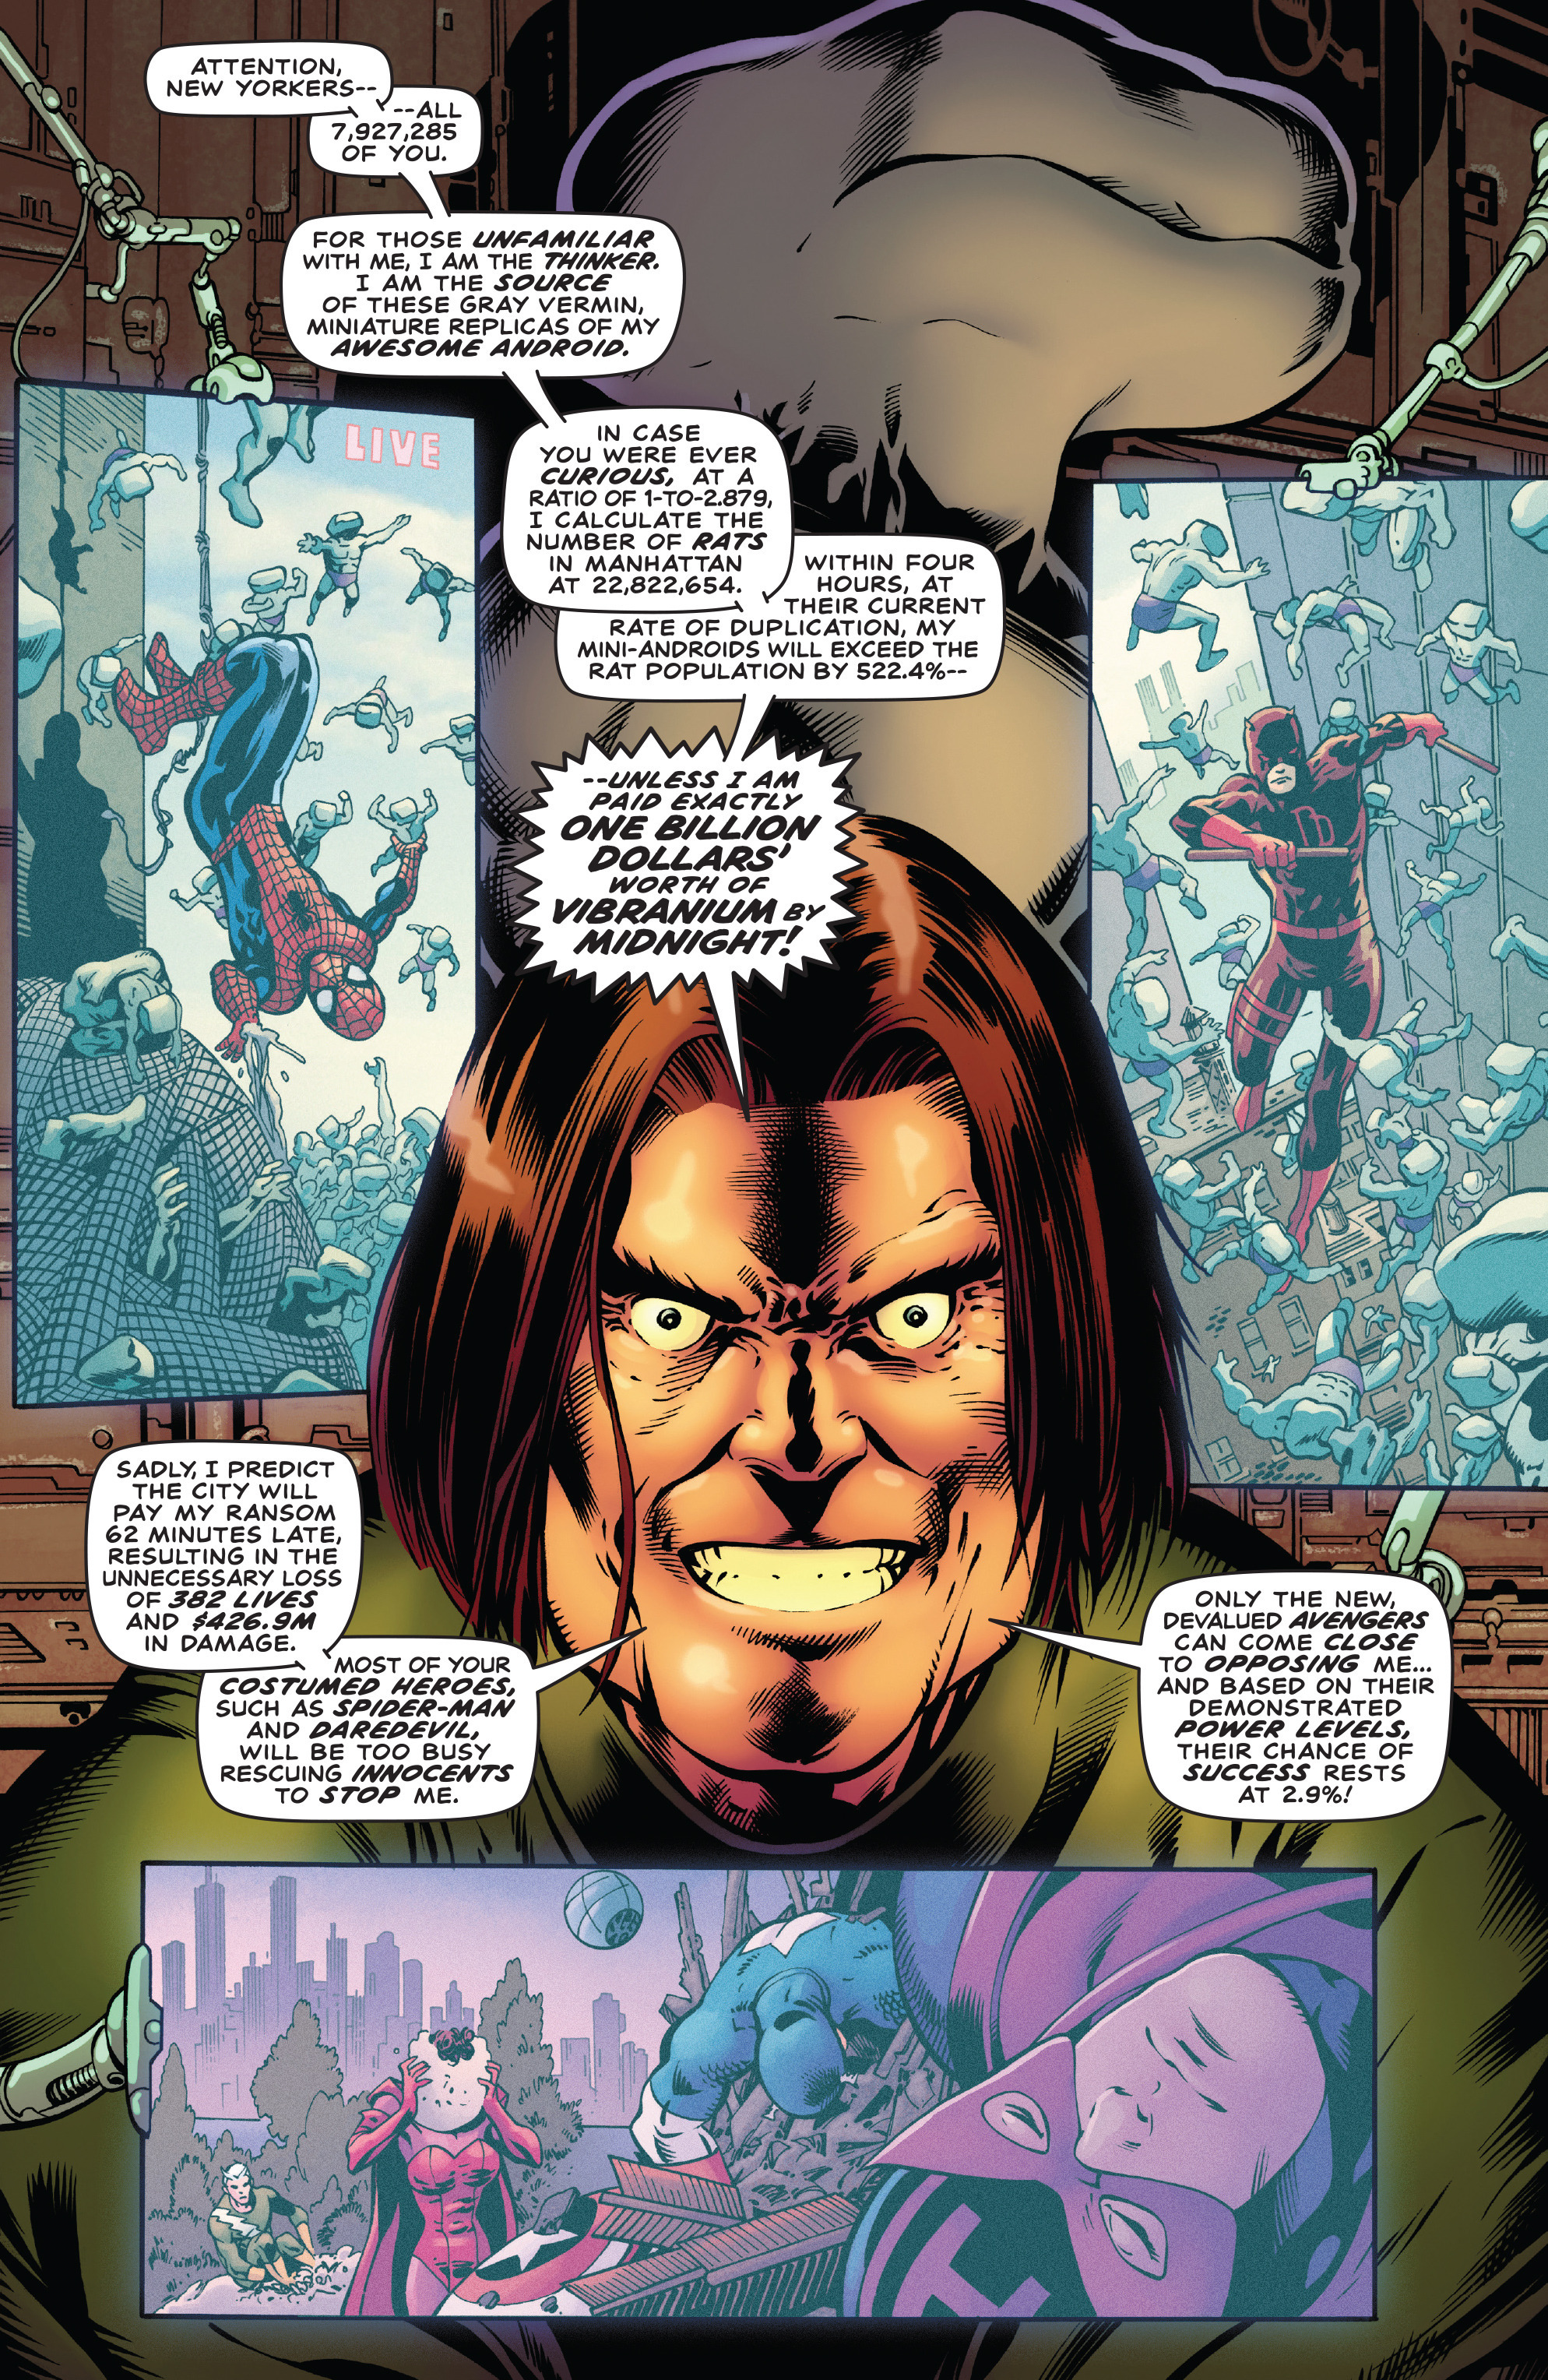 ATTENTION,
NEW YORKERS--
--ALL
7,927,285
OF YOU.
FOR THOSE UNFAMILIAR
WITH ME, I AM THE THINKER.
I AM THE SOURCE
OF THESE GRAY VERMIN,
MINIATURE REPLICAS OF MY
AWESOME ANDROID.
IN CASE
YOU WERE EVER
CURIOUS, AT A
RATIO OF 1-TO-2.879,
I CALCULATE THE
NUMBER OF RATS
IN MANHATTAN
AT 22,822,654.
WITHIN FOUR
HOURS, AT
THEIR CURRENT
RATE OF DUPLICATION, MY
MINI-ANDROIDS WILL EXCEED THE
RAT POPULATION BY 522.4%--
LIVE
--UNLESS I AM
PAID EXACTLY
ONE BILLION
DOLLARS'
WORTH OF
VIBRANIUM BY
MIDNIGHT!
SADLY, I PREDICT
THE CITY WILL
PAY MY RANSOM
62 MINUTES LATE,
RESULTING IN THE
UNNECESSARY LOSS
OF 382 LIVES
AND $426.9M
IN DAMAGE.
MOST OF YOUR
COSTUMED HEROES,
SUCH AS SPIDER-MAN
AND DAREDEVIL,
WILL BE TOO BUSY
RESCUING INNOCENTS
TO STOP ME.
ONLY THE NEW,
DEVALUED AVENGERS
CAN COME CLOSE
TO OPPOSING ME...
AND BASED ON THEIR
DEMONSTRATED
POWER LEVELS,
THEIR CHANCE OF
SUCCESS RESTS
AT 2.9%!